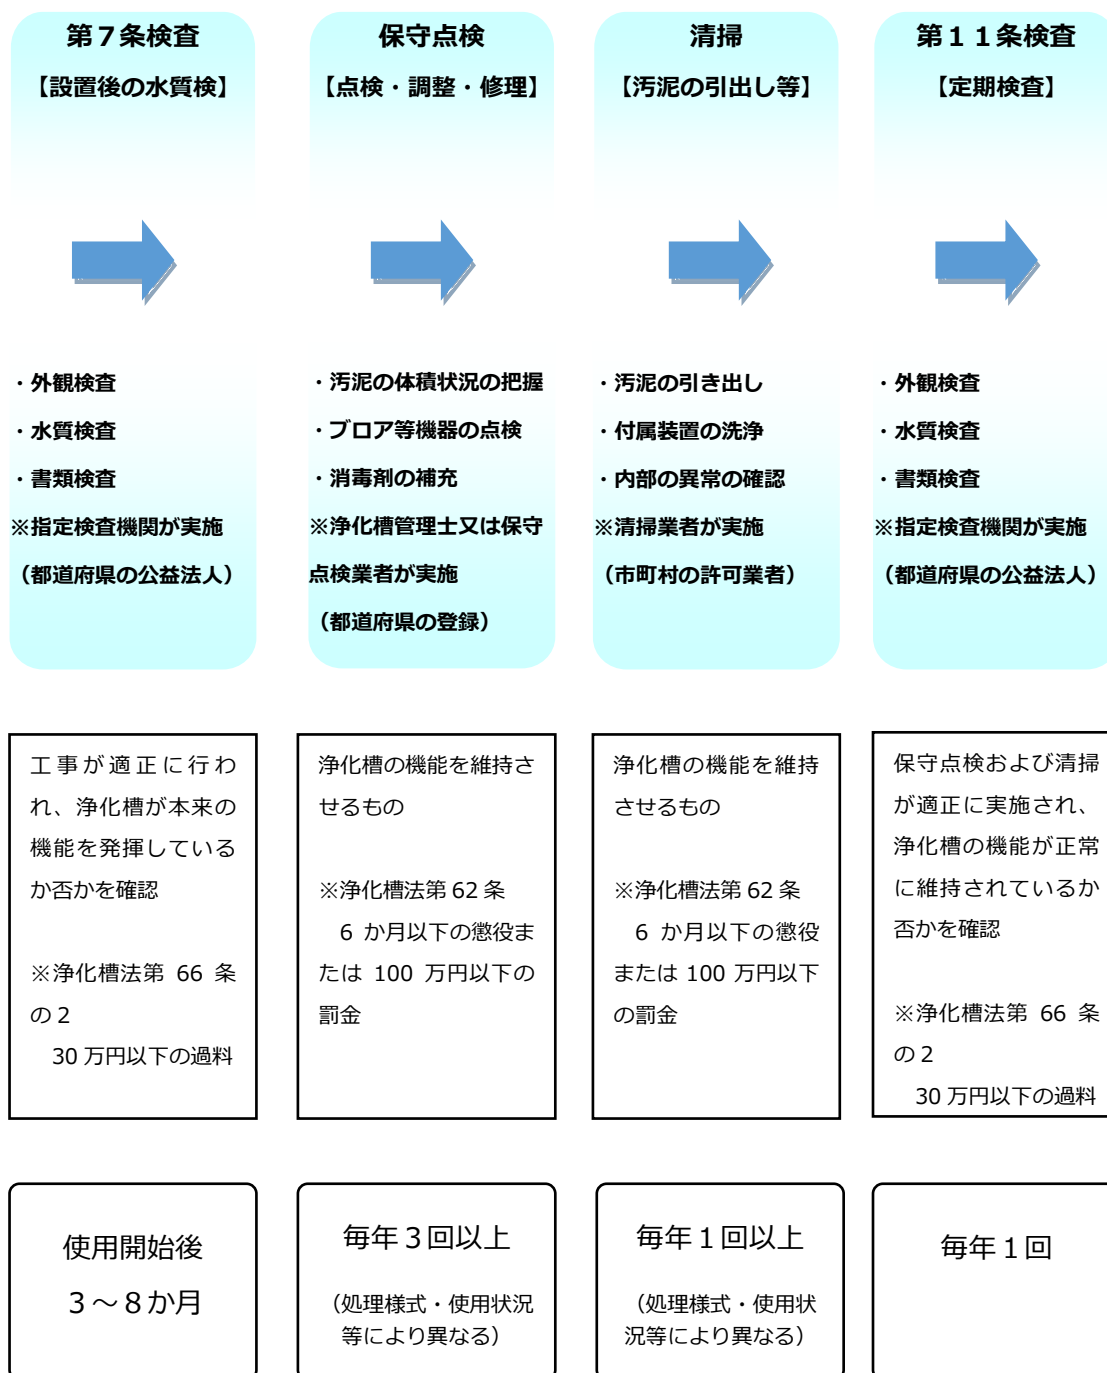 第７条検査
【設置後の水質検】
保守点検
【点検・調整・修理】
清掃
【汚泥の引出し等】
第１１条検査
【定期検査】
・外観検査
・水質検査
・書類検査
※指定検査機関が実施
（都道府県の公益法人）
・汚泥の体積状況の把握
・ブロア等機器の点検
・消毒剤の補充
※浄化槽管理士又は保守
点検業者が実施
（都道府県の登録）
・汚泥の引き出し
・付属装置の洗浄
・内部の異常の確認
※清掃業者が実施
（市町村の許可業者）
・外観検査
・水質検査
・書類検査
※指定検査機関が実施
（都道府県の公益法人）
工事が適正に行わ
れ、浄化槽が本来の
機能を発揮している
か否かを確認
※浄化槽法第 66 条
の２
30 万円以下の過料
浄化槽の機能を維持さ
せるもの
※浄化槽法第 62 条
6 か月以下の懲役ま
たは 100 万円以下の
罰金
浄化槽の機能を維持
させるもの
※浄化槽法第 62 条
6 か月以下の懲役
または 100 万円以下
の罰金
保守点検および清掃
が適正に実施され、
浄化槽の機能が正常
に維持されているか
否かを確認
※浄化槽法第 66 条
の２
30 万円以下の過料
使用開始後
３～８か月
毎年３回以上
（処理様式・使用状況
等により異なる）
毎年１回以上
（処理様式・使用状
況等により異なる）
毎年１回